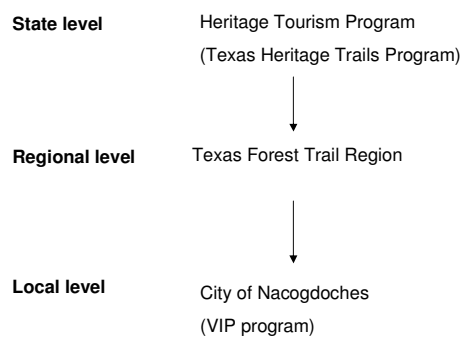 State level Heritage Tourism Program
(Texas Heritage Trails Program)
Regional level Texas Forest Trail Region
Local level City of Nacogdoches
(VIP program)